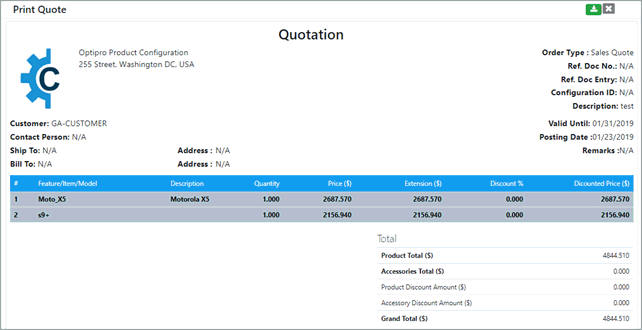 Print Quote
Quotation
Optipro Product Configuration
255 Street, Washington DC, USA
C
Order Type : Sales Quote
Ref. Doc No.: N/A
Ref. Doc Entry: N/A
Configuration ID: N/A
Description: test
Customer: GA-CUSTOMER
Valid Until: 01/31/2019
Contact Person: N/A
Posting Date :01/23/2019
Ship To: N/A Address : N/A
Remarks :N/A
Bill To: N/A Address : N/A
# Feature/Item/Model Description Quantity Price ($) Extension ($) Discount % Dicounted Price ($)
1 Moto_X5 Motorola X5 1.000 2687.570 2687.570 0.000 2687.570
2 s9+ 1.000 2156.940 2156.940 0.000 2156.940
Total
Product Total ($) 4844.510
Accessories Total ($) 0.000
Product Discount Amount ($) 0.000
Accessory Discount Amount ($) 0.000
Grand Total ($) 4844.510